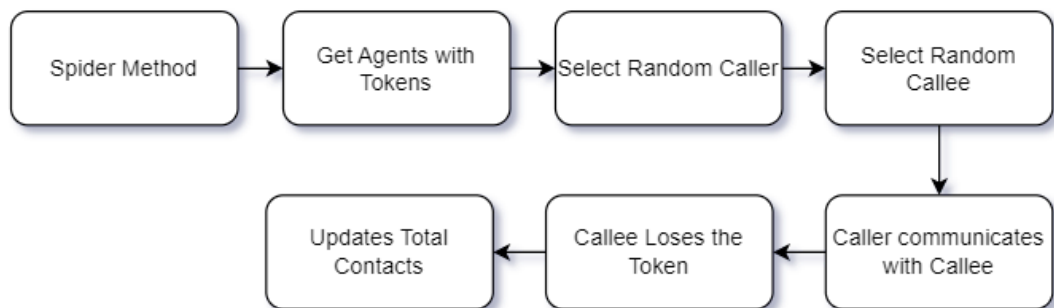 Spider Method
Get Agents with
Tokens
Select Random Caller
Select Random
Callee
Caller communicates
with Callee
Callee Loses the
Token
Updates Total
Contacts